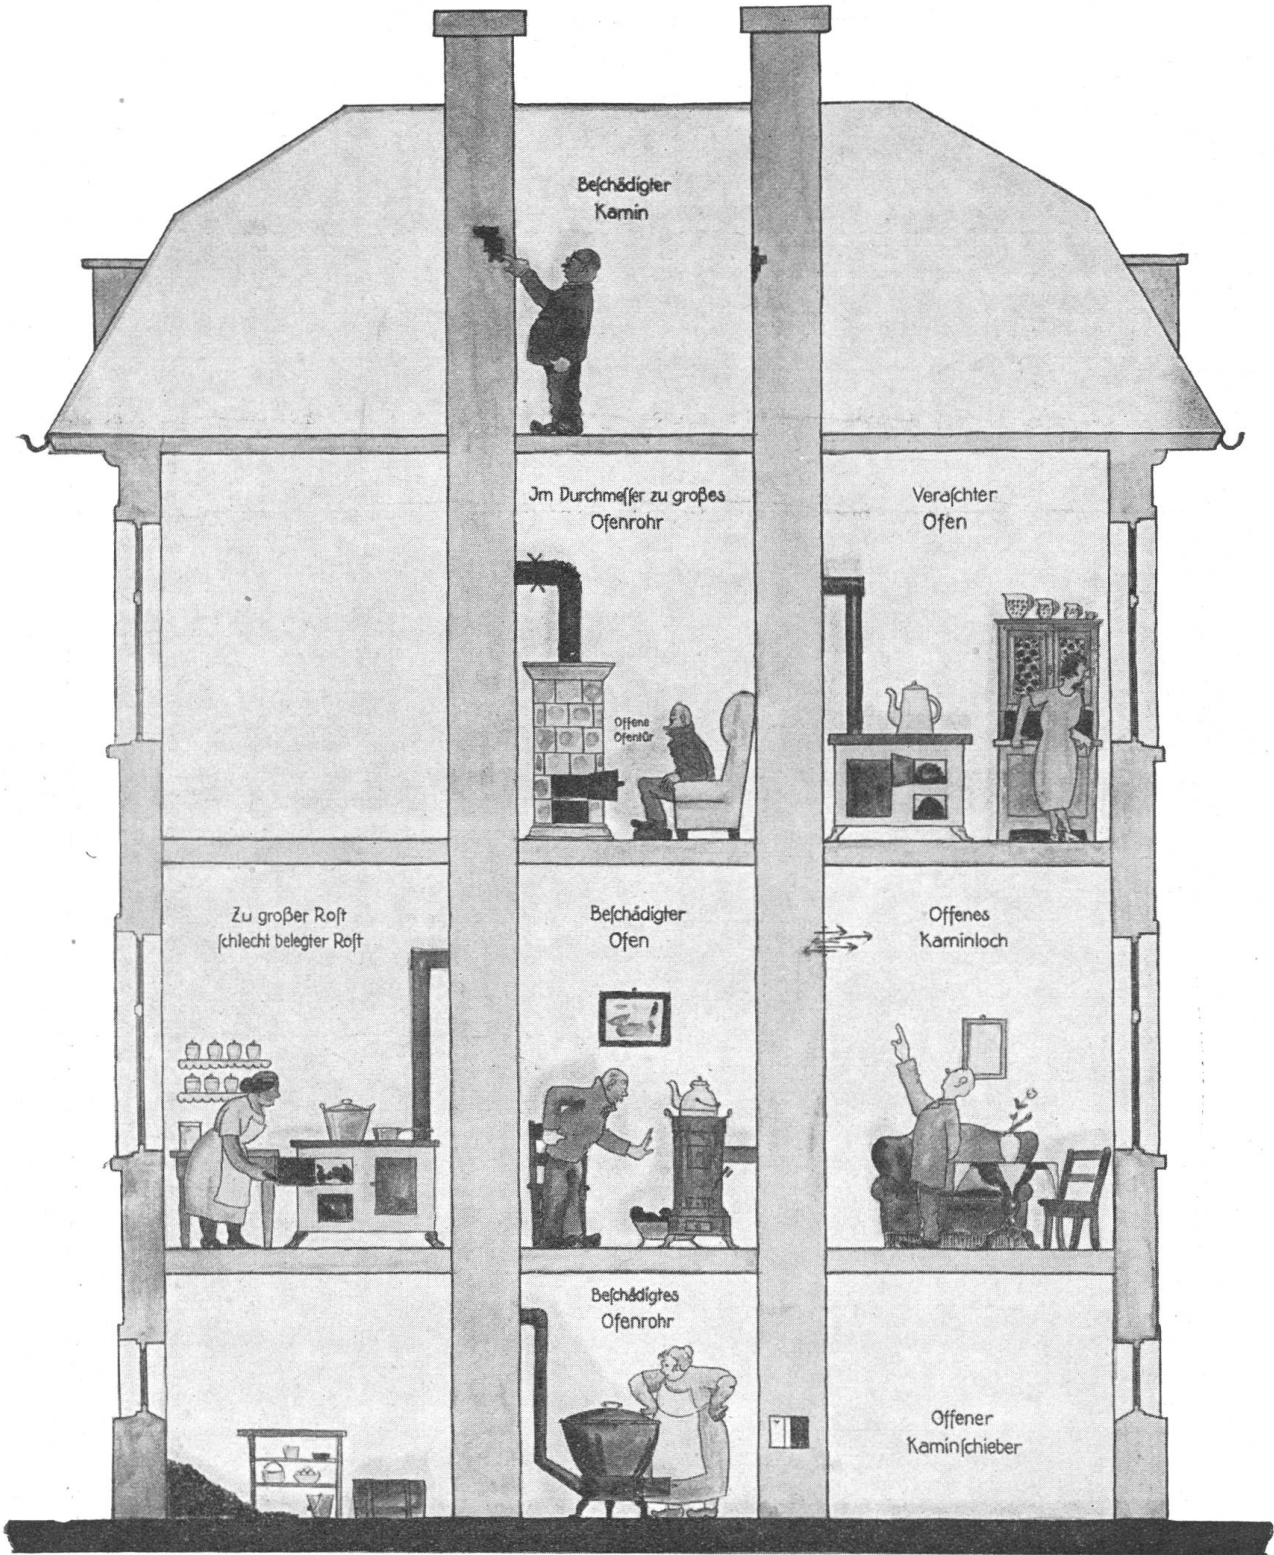 Beſchädigter
Kamin
Im Durchmeſſer zu großes
Ofenrohr
Veraſchter
Ofen
Offene
Ofentür
Zu großer Roſt
ſchlecht belegter Roſt
Beſchädigter
Ofen
Offenes
Kaminloch
Beſchädigtes
Ofenrohr
Offener
Kaminſchieber